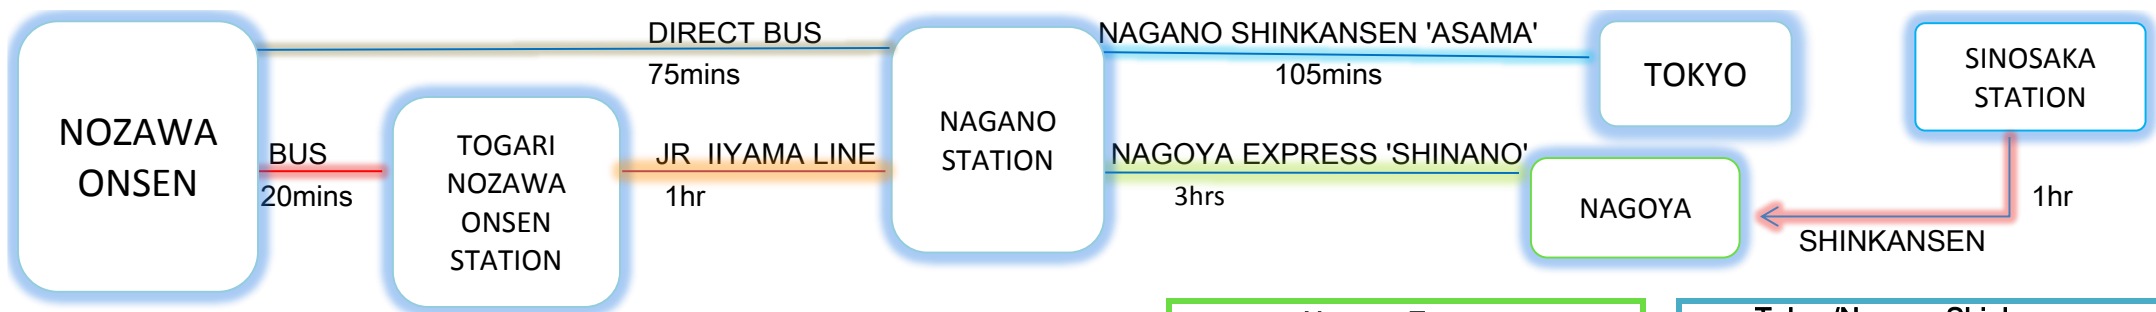 DIRECT BUS
75mins
NAGANO SHINKANSEN 'ASAMA'
105mins
NOZAWA
ONSEN
BUS
20mins
TOGARI
NOZAWA
ONSEN
STATION
JR IIYAMA LINE
1hr
NAGANO
STATION
NAGOYA EXPRESS 'SHINANO'
3hrs
TOKYO
NAGOYA
SINOSAKA
STATION
1hr
SHINKANSEN